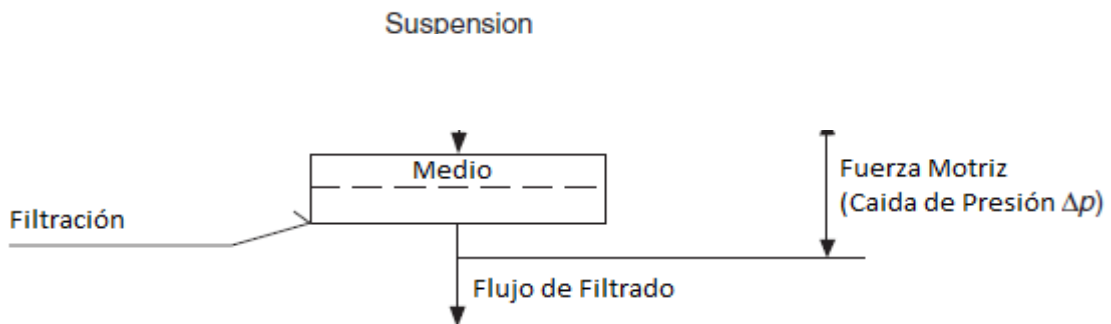 Suspension
Medio
Fuerza Motriz
(Caida de Presión Δp)
Filtración
Flujo de Filtrado